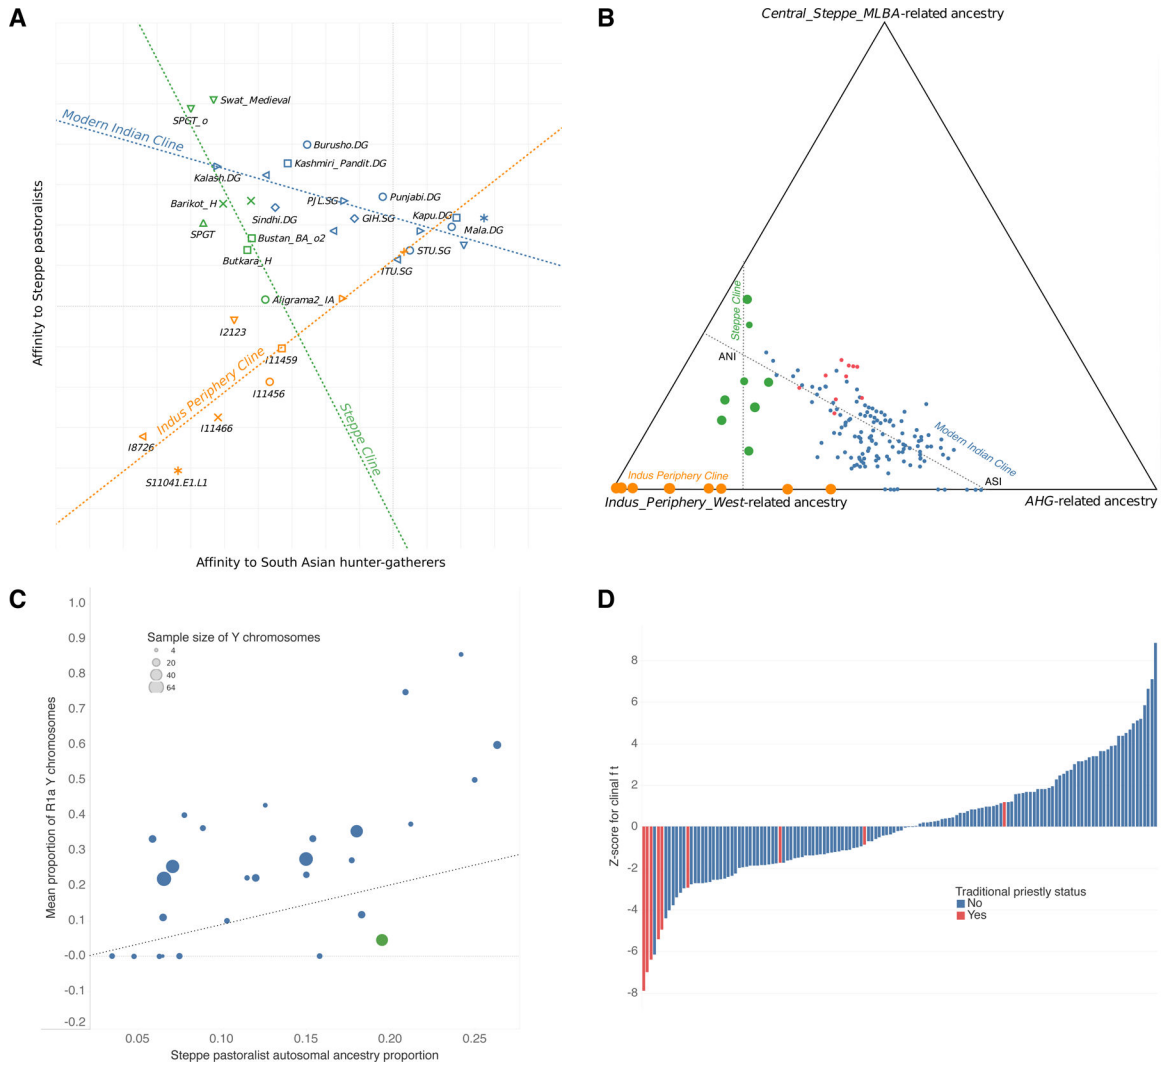 A
Swat_Medieval
SPGT_o
Modern Indian Cline
Burusho.DG
Kashmiri_Pandit.DG
Kalash.DG
Barikot_H
PJL.SG
Punjabi.DG
Sindhi.DG
GIH.SG
Kapu.DG
Mala.DG
SPGT
Bustan_BA_o2
Butkara_H
STU.SG
ITU.SG
Aligrama2_IA
I2123
I11459
I11456
Indus Periphery Cline
I11466
Steppe Cline
I8726
S11041.E1.L1
Affinity to Steppe pastoralists
Affinity to South Asian hunter-gatherers
B
Central_Steppe_MLBA-related ancestry
Steppe Cline
ANI
Modern Indian Cline
Indus Periphery Cline
ASI
Indus_Periphery_West-related ancestry
AHG-related ancestry
C
1.0
0.9
0.8
0.7
0.6
0.5
0.4
0.3
0.2
0.1
-0.0
-0.1
-0.2
Sample size of Y chromosomes
4
20
40
64
Mean proportion of R1a Y chromosomes
0.05 0.10 0.15 0.20 0.25
Steppe pastoralist autosomal ancestry proportion
D
8
6
4
2
0
-2
-4
-6
-8
Z-score for clinal f t
Traditional priestly status
No
Yes